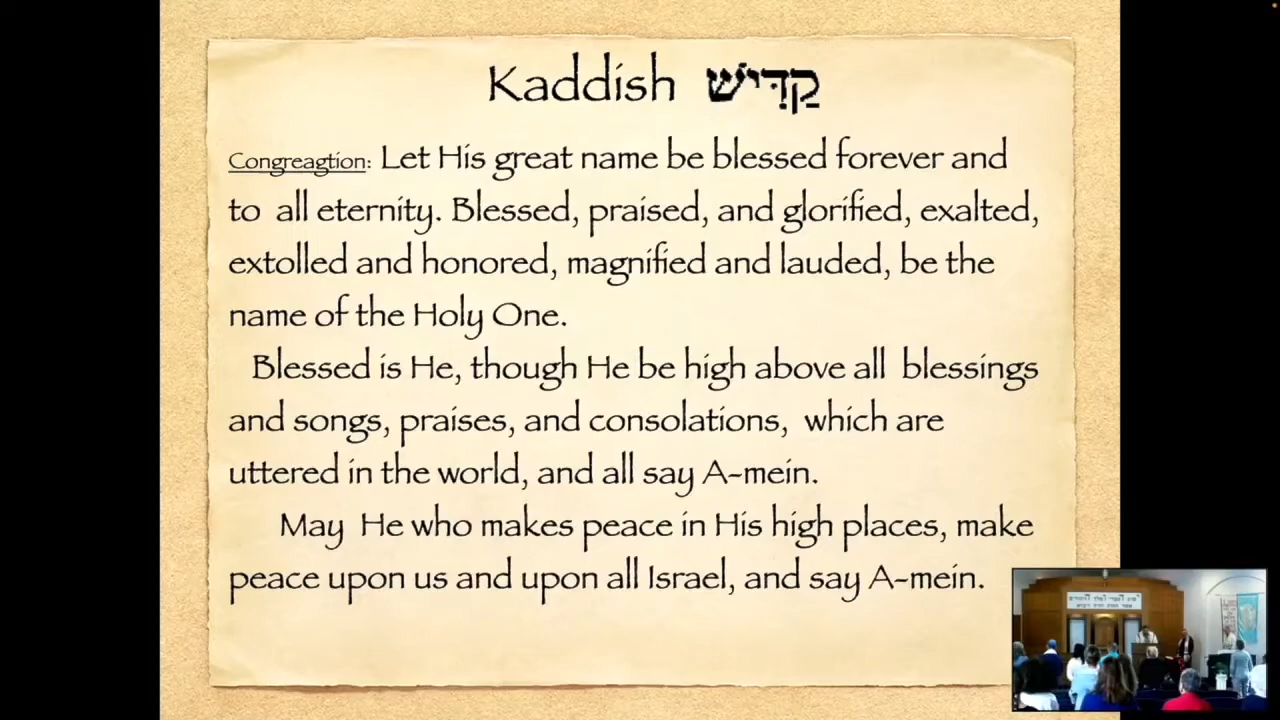 Kaddish קַדִּישׁ
Congreagtion: Let His great name be blessed forever and
to all eternity. Blessed, praised, and glorified, exalted,
extolled and honored, magnified and lauded, be the
name of the Holy One.
Blessed is He, though He be high above all blessings
and songs, praises, and consolations, which are
uttered in the world, and all say A-mein.
May He who makes peace in His high places, make
peace upon us and upon all Israel, and say A-mein.